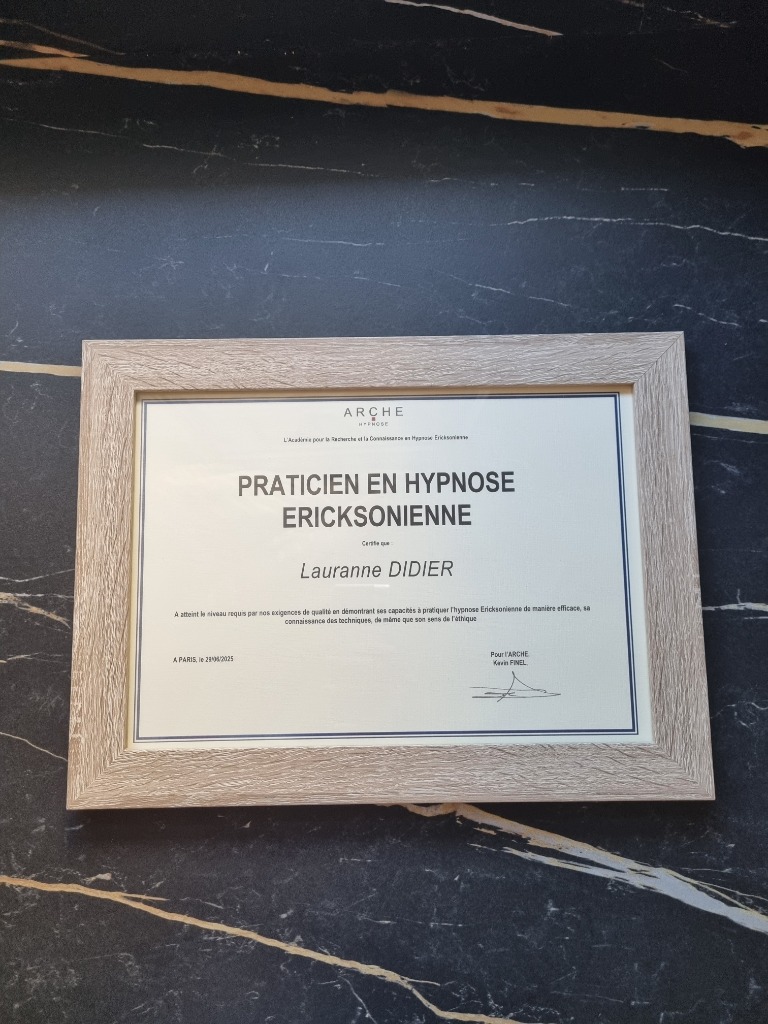 ARCHE
HYPNOSE
L'Académie pour la Recherche et la Connaissance en Hypnose Ericksonienne
PRATICIEN EN HYPNOSE
ERICKSONIENNE
Certifie que :
Lauranne DIDIER
A atteint le niveau requis par nos exigences de qualité en démontrant ses capacités à pratiquer l'hypnose Ericksonienne de manière efficace, sa
connaissance des techniques, de même que son sens de l'éthique
A PARIS, le 29/06/2025
Pour l'ARCHE,
Kevin FINEL,